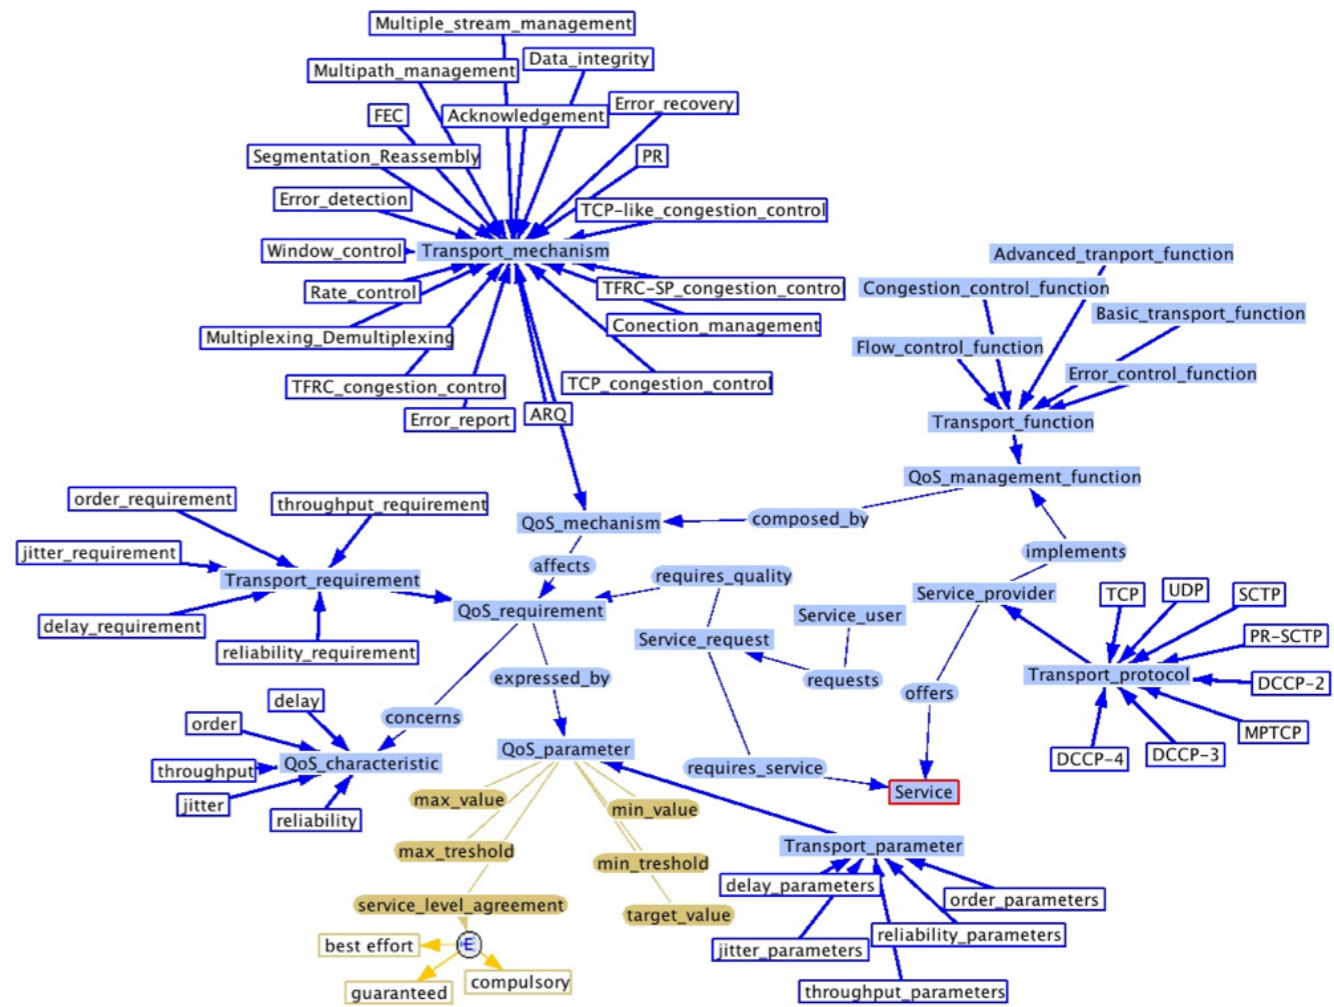 Multiple_stream_management
Data_integrity
Multipath_management
Error_recovery
FEC
Acknowledgement
Segmentation_Reassembly
PR
Error_detection
TCP-like_congestion_control
Window_control
Transport_mechanism
Advanced_tranport_function
Rate_control
TFRC-SP_congestion_control
Congestion_control_function
Multiplexing_Demultiplexing
Conection_management
Basic_transport_function
Flow_control_function
TFRC_congestion_control
TCP_congestion_control
Error_control_function
Error_report
ARQ
Transport_function
QoS_management_function
order_requirement
throughput_requirement
QoS_mechanism
composed_by
jitter_requirement
implements
affects
Transport_requirement
requires_quality
Service_provider
TCP
UDP
SCTP
QoS_requirement
Service_user
delay_requirement
Service_request
PR-SCTP
reliability_requirement
expressed_by
requests
Transport_protocol
DCCP-2
offers
delay
order
concerns
MPTCP
DCCP-4
DCCP-3
QoS_characteristic
QoS_parameter
throughput
requires_service
Service
jitter
max_value
min_value
reliability
max_treshold
min_treshold
Transport_parameter
delay_parameters
order_parameters
service_level_agreement
target_value
reliability_parameters
best effort
jitter_parameters
compulsory
guaranteed
throughput_parameters